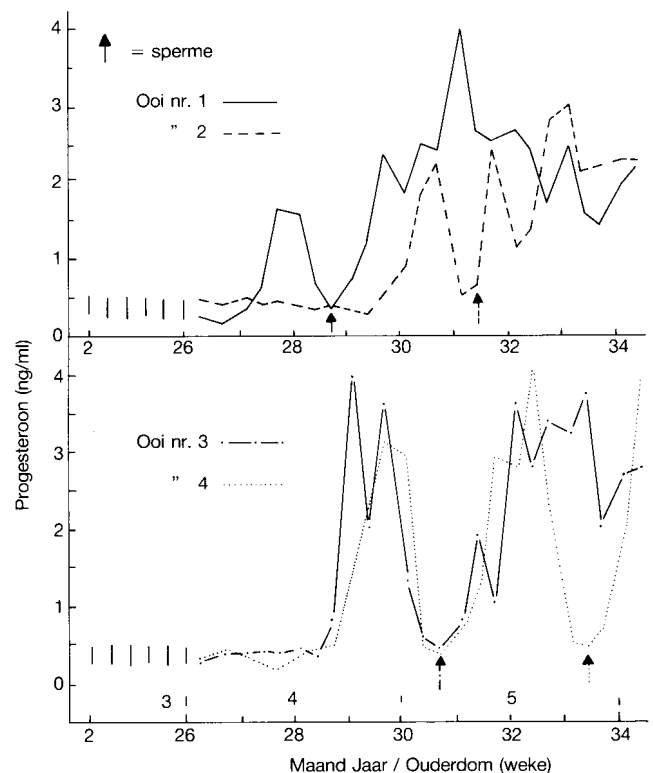 4
= sperme
Ooi nr. 1
" 2
3
2
1
0
2 26 28 30 32 34
Progesteroon (ng/ml)
4
Ooi nr. 3
" 4
3
2
1
0
3 4 5
2 26 28 30 32 34
Maand Jaar / Ouderdom (weke)